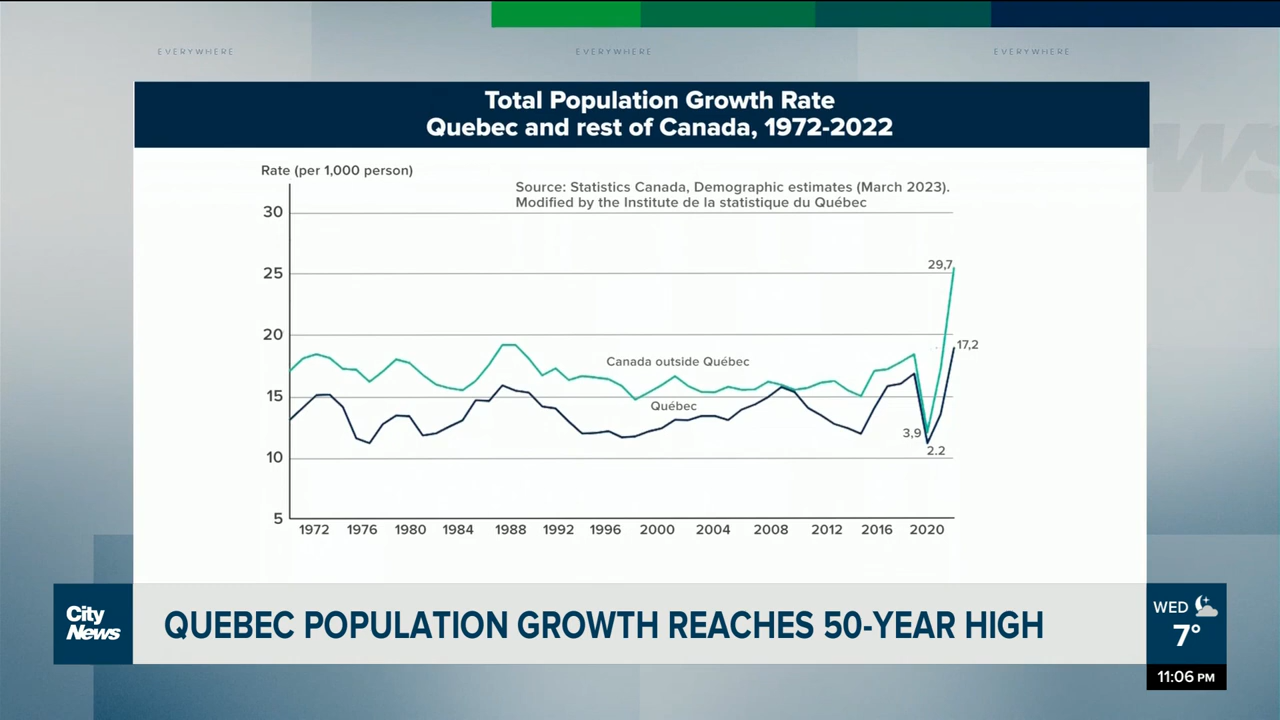 EVERYWHERE EVERYWHERE EVERYWHERE
Total Population Growth Rate
Quebec and rest of Canada, 1972-2022
WS
Rate (per 1,000 person)
Source: Statistics Canada, Demographic estimates (March 2023).
Modified by the Institute de la statistique du Québec
30
25
20
15
10
5
29,7
17,2
Canada outside Québec
Québec
3,9
2.2
1972 1976 1980 1984 1988 1992 1996 2000 2004 2008 2012 2016 2020
City
News
QUEBEC POPULATION GROWTH REACHES 50-YEAR HIGH
WED
7°
11:06 PM